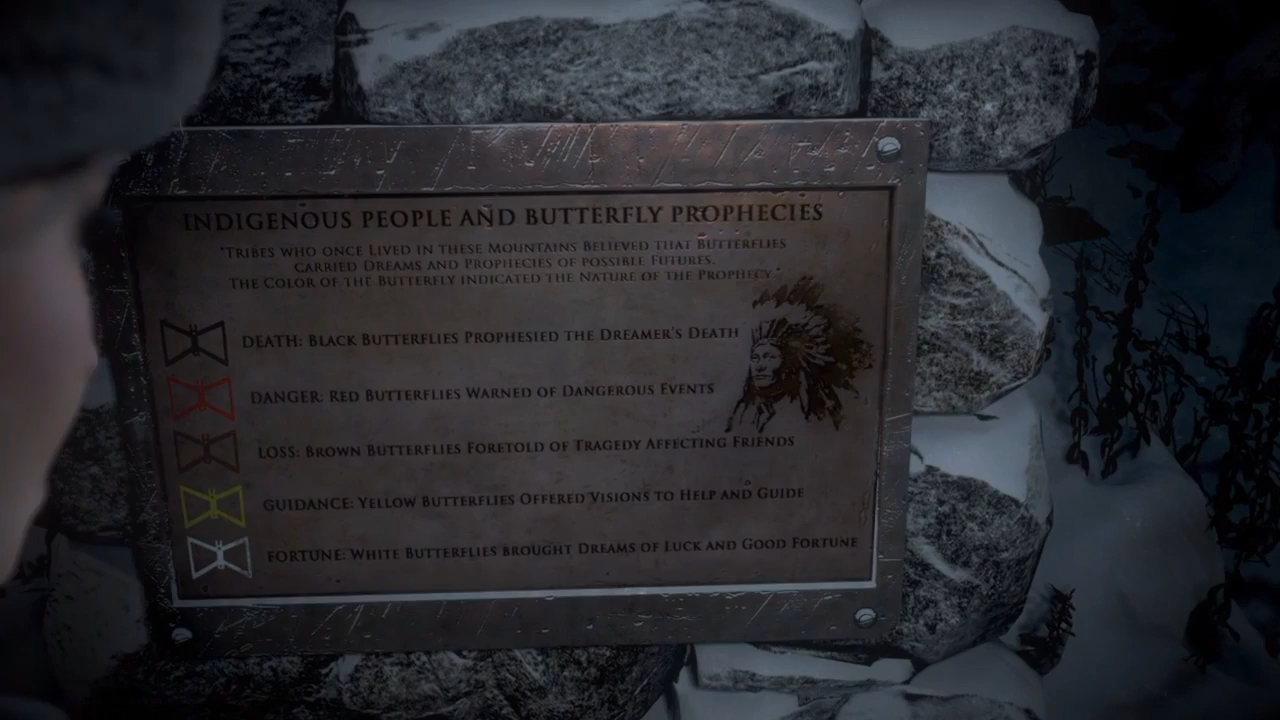 INDIGENOUS PEOPLE AND BUTTERFLY PROPHECIES
"TRIBES WHO ONCE LIVED IN THESE MOUNTAINS BELIEVED THAT BUTTERFLIES
CARRIED DREAMS AND PROPHECIES OF POSSIBLE FUTURES.
THE COLOR OF THE BUTTERFLY INDICATED THE NATURE OF THE PROPHECY."
DEATH: BLACK BUTTERFLIES PROPHESIED THE DREAMER'S DEATH
DANGER: RED BUTTERFLIES WARNED OF DANGEROUS EVENTS
LOSS: BROWN BUTTERFLIES FORETOLD OF TRAGEDY AFFECTING FRIENDS
GUIDANCE: YELLOW BUTTERFLIES OFFERED VISIONS TO HELP AND GUIDE
FORTUNE: WHITE BUTTERFLIES BROUGHT DREAMS OF LUCK AND GOOD FORTUNE